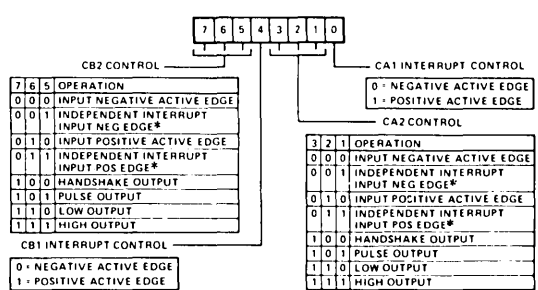 7 6 5 4 3 2 1 0
CB2 CONTROL
7 6 5 OPERATION
0 0 0 INPUT NEGATIVE ACTIVE EDGE
0 0 1 INDEPENDENT INTERRUPT
INPUT NEG EDGE*
0 1 0 INPUT POSITIVE ACTIVE EDGE
0 1 1 INDEPENDENT INTERRUPT
INPUT POS EDGE*
1 0 0 HANDSHAKE OUTPUT
1 0 1 PULSE OUTPUT
1 1 0 LOW OUTPUT
1 1 1 HIGH OUTPUT
CB1 INTERRUPT CONTROL
0 = NEGATIVE ACTIVE EDGE
1 = POSITIVE ACTIVE EDGE
CA1 INTERRUPT CONTROL
0 = NEGATIVE ACTIVE EDGE
1 = POSITIVE ACTIVE EDGE
CA2 CONTROL
3 2 1 OPERATION
0 0 0 INPUT NEGATIVE ACTIVE EDGE
0 0 1 INDEPENDENT INTERRUPT
INPUT NEG EDGE*
0 1 0 INPUT POSITIVE ACTIVE EDGE
0 1 1 INDEPENDENT INTERRUPT
INPUT POS EDGE*
1 0 0 HANDSHAKE OUTPUT
1 0 1 PULSE OUTPUT
1 1 0 LOW OUTPUT
1 1 1 HIGH OUTPUT